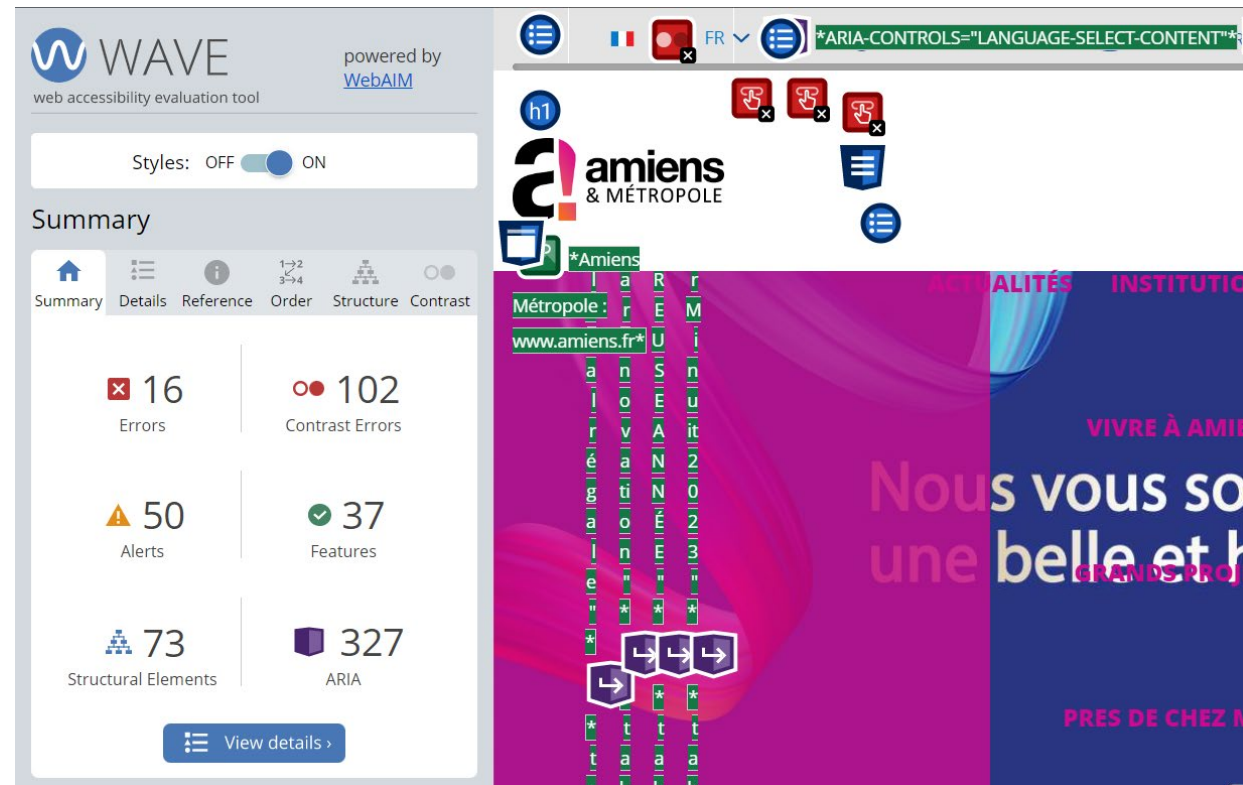 WAVE
powered by
WebAIM
web accessibility evaluation tool
Styles: OFF ON
Summary
Summary Details Reference Order Structure Contrast
16
Errors
102
Contrast Errors
50
Alerts
37
Features
73
Structural Elements
327
ARIA
View details ›
FR
*ARIA-CONTROLS="LANGUAGE-SELECT-CONTENT"*
h1
amiens
& MÉTROPOLE
*Amiens
Métropole :
www.amiens.fr*
ACTUALITÉS
INSTITUTIO
VIVRE À AMIE
Nous vous so
une belle et h
GRANDS PROJ
PRES DE CHEZ M